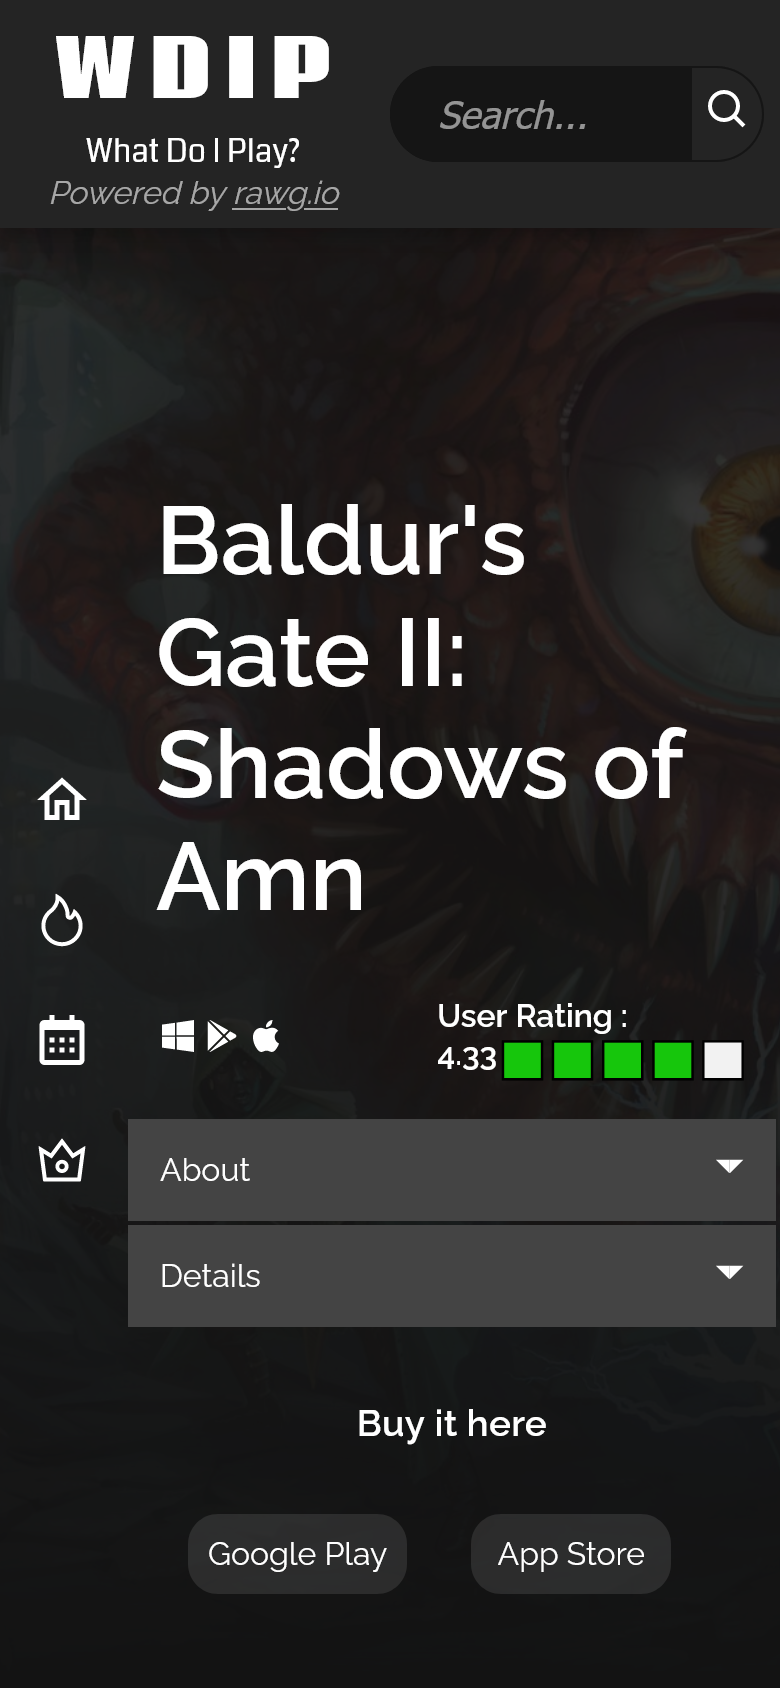 WDIP
What Do I Play?
Powered by rawg.io
Search...
Baldur's
Gate II:
Shadows of
Amn
User Rating :
4.33
About
Details
Buy it here
Google Play
App Store